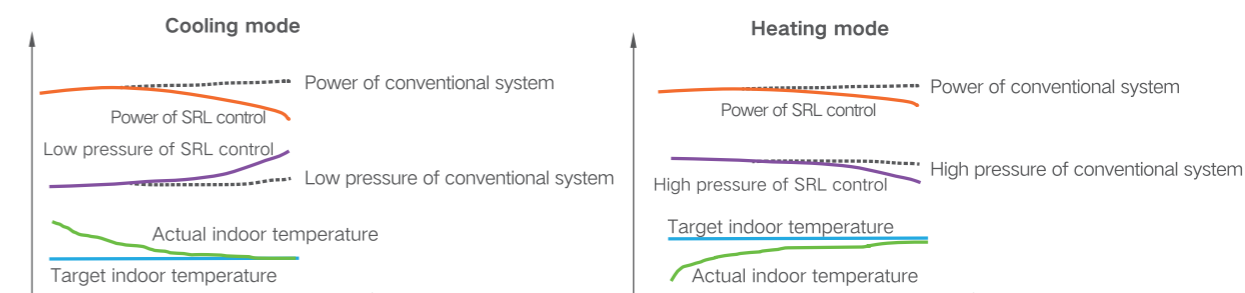 Cooling mode
Power of conventional system
Power of SRL control
Low pressure of SRL control
Low pressure of conventional system
Actual indoor temperature
Target indoor temperature
Heating mode
Power of conventional system
Power of SRL control
High pressure of conventional system
High pressure of SRL control
Target indoor temperature
Actual indoor temperature